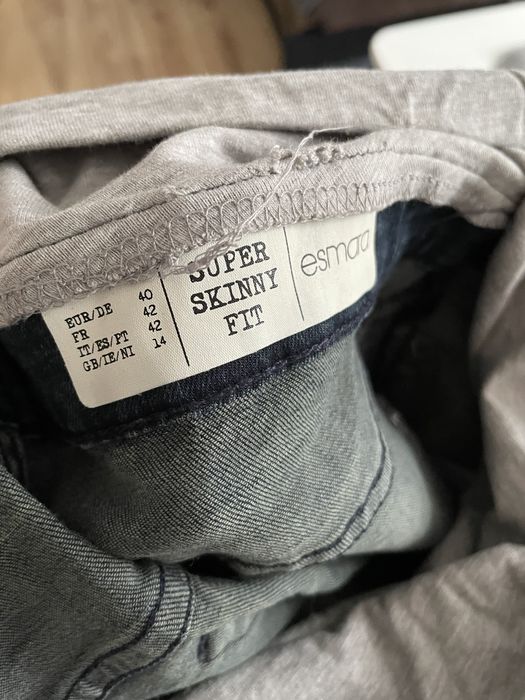 EUR/DE 40
FR 42
IT/ES/PT 42
GB/IE/NI 14
SUPER
SKINNY
FIT
esmara